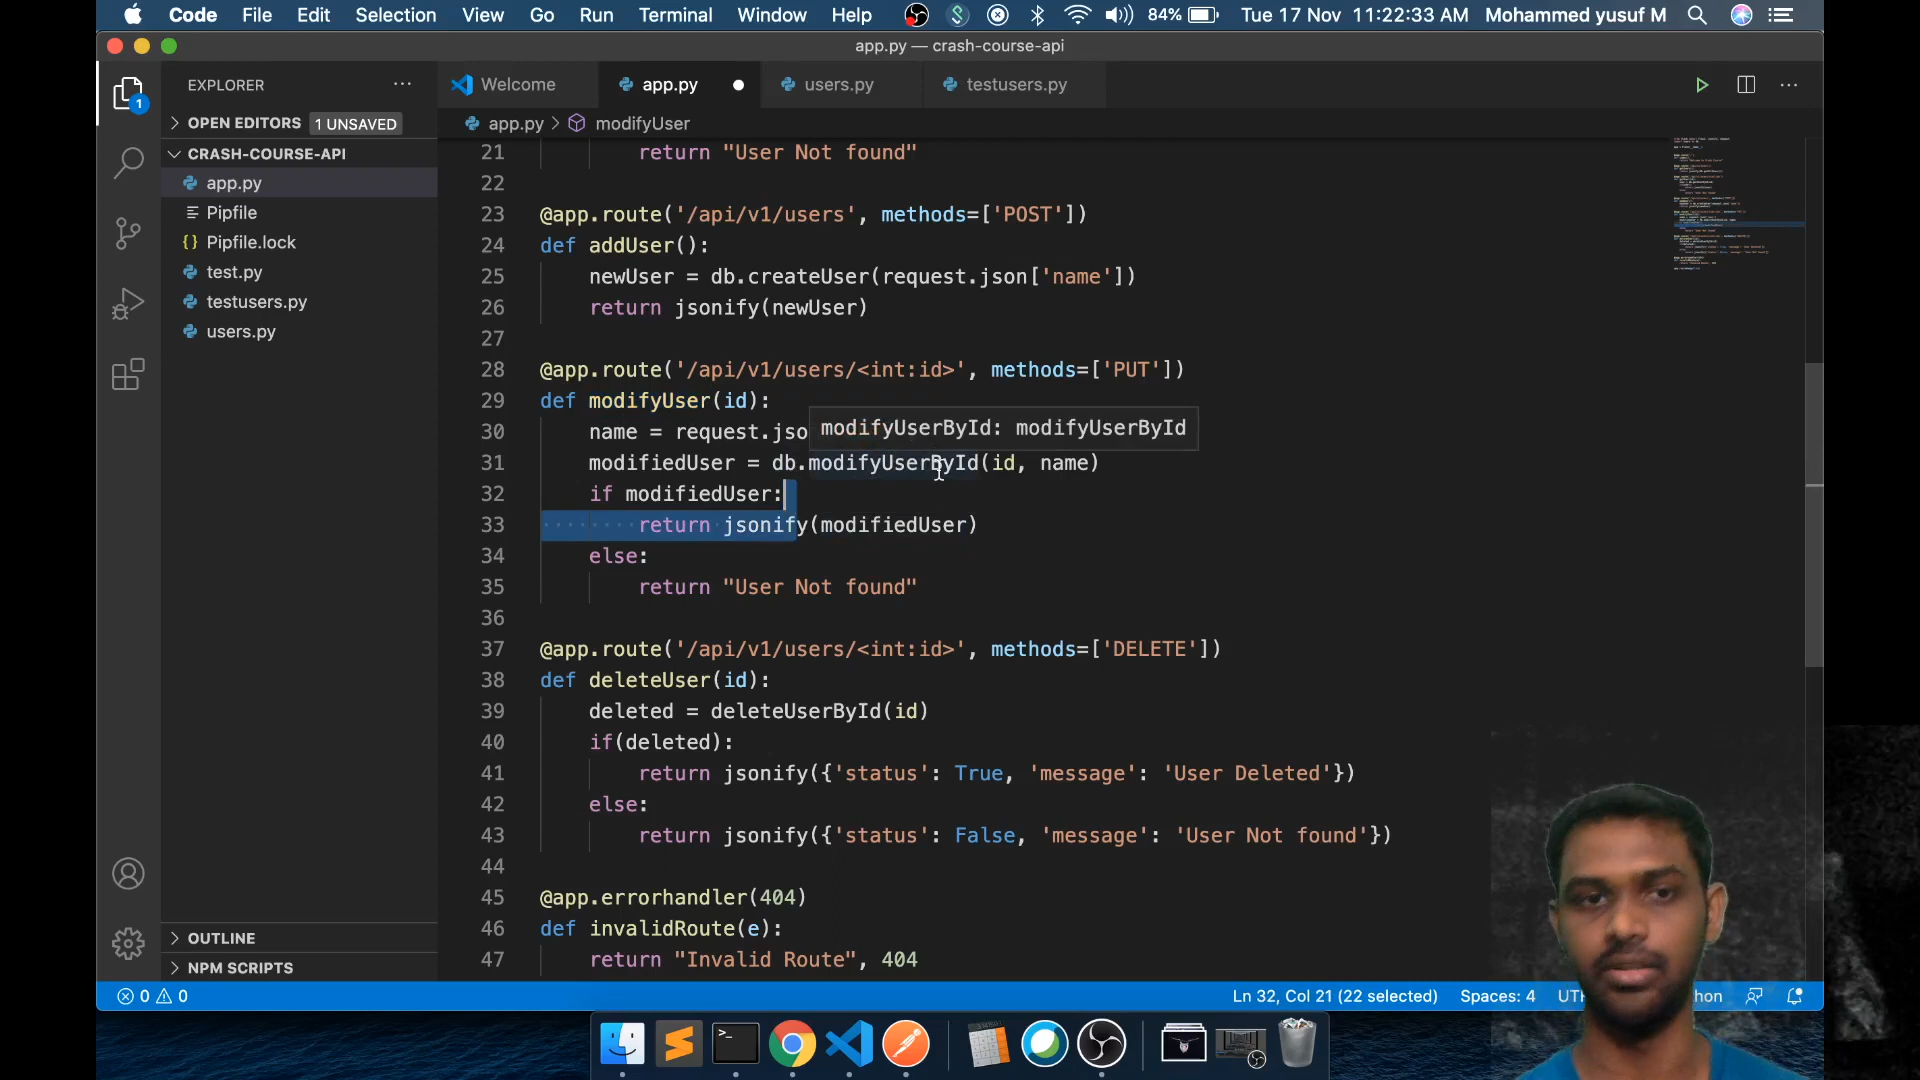 Code File Edit Selection View Go Run Terminal Window Help 84% Tue 17 Nov 11:22:33 AM Mohammed yusuf M
app.py — crash-course-api
EXPLORER
Welcome app.py users.py testusers.py
OPEN EDITORS 1 UNSAVED
CRASH-COURSE-API
app.py
Pipfile
Pipfile.lock
test.py
testusers.py
users.py
OUTLINE
NPM SCRIPTS
1
app.py > modifyUser
21 return "User Not found"
22
23 @app.route('/api/v1/users', methods=['POST'])
24 def addUser():
25 newUser = db.createUser(request.json['name'])
26 return jsonify(newUser)
27
28 @app.route('/api/v1/users/<int:id>', methods=['PUT'])
29 def modifyUser(id):
modifyUserById: modifyUserById
30 name = request.jso
31 modifiedUser = db.modifyUserById(id, name)
32 if modifiedUser:
33 return jsonify(modifiedUser)
34 else:
35 return "User Not found"
36
37 @app.route('/api/v1/users/<int:id>', methods=['DELETE'])
38 def deleteUser(id):
39 deleted = deleteUserById(id)
40 if(deleted):
41 return jsonify({'status': True, 'message': 'User Deleted'})
42 else:
43 return jsonify({'status': False, 'message': 'User Not found'})
44
45 @app.errorhandler(404)
46 def invalidRoute(e):
47 return "Invalid Route", 404
0 0 Ln 32, Col 21 (22 selected) Spaces: 4 UTF hon